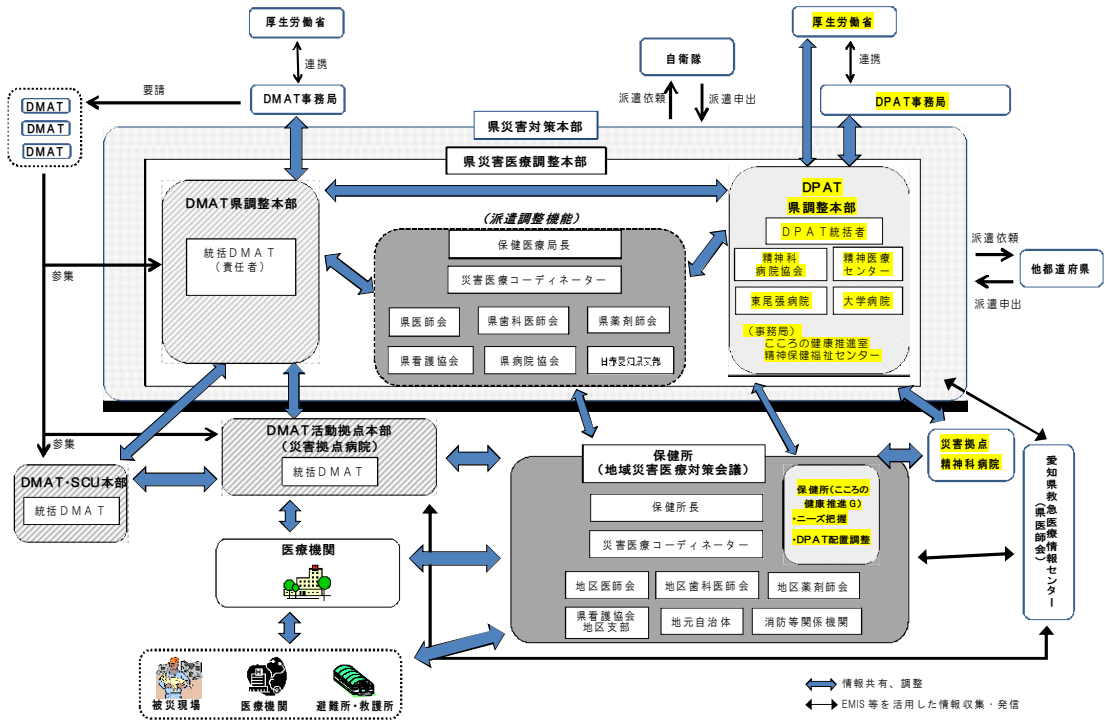 厚生労働省
連携
DMAT事務局
要請
DMAT
DMAT
DMAT
自衛隊
派遣依頼
派遣申出
厚生労働省
連携
DPAT事務局
県災害対策本部
県災害医療調整本部
DMAT県調整本部
統括DMAT
(責任者)
参集
(派遣調整機能)
保健医療局長
災害医療コーディネーター
県医師会
県歯科医師会
県薬剤師会
県看護協会
県病院協会
日赤愛知県支部
DPAT
県調整本部
DPAT統括者
精神科
病院協会
精神医療
センター
東尾張病院
大学病院
(事務局)
こころの健康推進室
精神保健福祉センター
派遣依頼
他都道府県
派遣申出
参集
DMAT活動拠点本部
(災害拠点病院)
統括DMAT
DMAT・SCU本部
統括DMAT
保健所
(地域災害医療対策会議)
保健所長
災害医療コーディネーター
地区医師会
地区歯科医師会
地区薬剤師会
県看護協会
地区支部
地元自治体
消防等関係機関
保健所(こころの
健康推進G)
・ニーズ把握
・DPAT配置調整
災害拠点
精神科病院
愛知県救急医療情報センター
(県医師会)
医療機関
被災現場
医療機関
避難所・救護所
情報共有、調整
EMIS等を活用した情報収集・発信